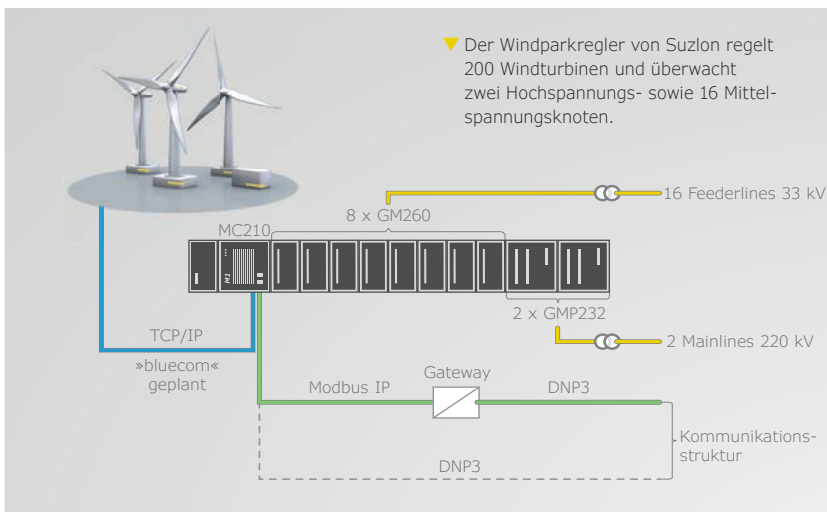 Der Windparkregler von Suzlon regelt
200 Windturbinen und überwacht
zwei Hochspannungs- sowie 16 Mittel-
spannungsknoten.
16 Feederlines 33 kV
8 x GM260
MC210
M1
2 x GMP232
2 Mainlines 220 kV
TCP/IP
»bluecom«
geplant
Modbus IP
Gateway
DNP3
Kommunikations-
struktur
DNP3